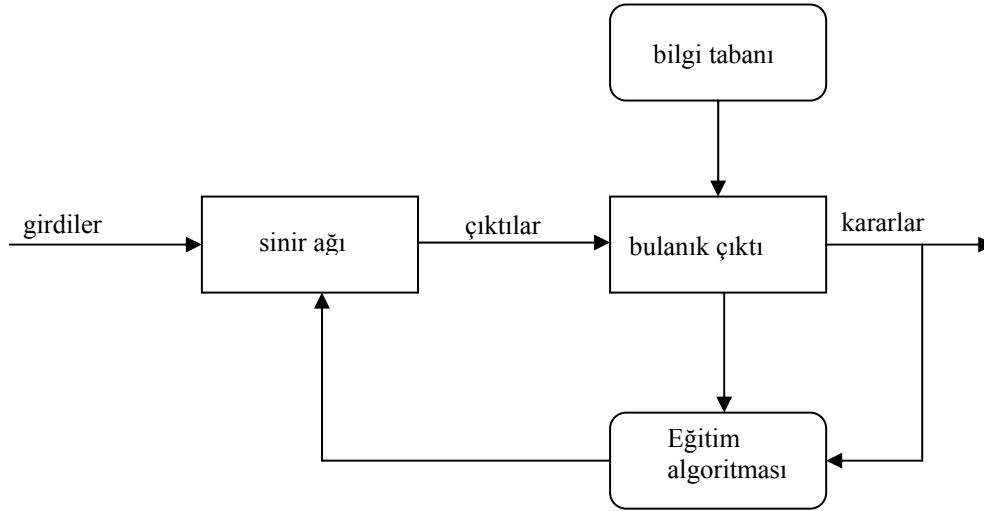 bilgi tabanı
girdiler
sinir ağı
çıktılar
bulanık çıktı
kararlar
Eğitim
algoritması